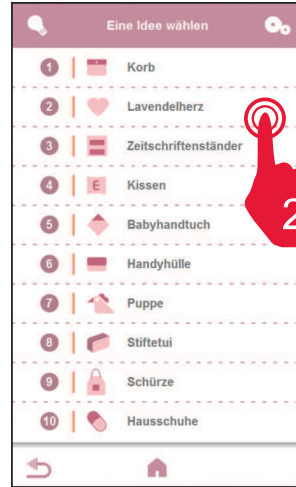 Eine Idee wählen
1 Korb
2 Lavendelherz
3 Zeitschriftenständer
4 E Kissen
5 Babyhandtuch
6 Handyhülle
7 Puppe
8 Stiftetui
9 Schürze
10 Hausschuhe
2